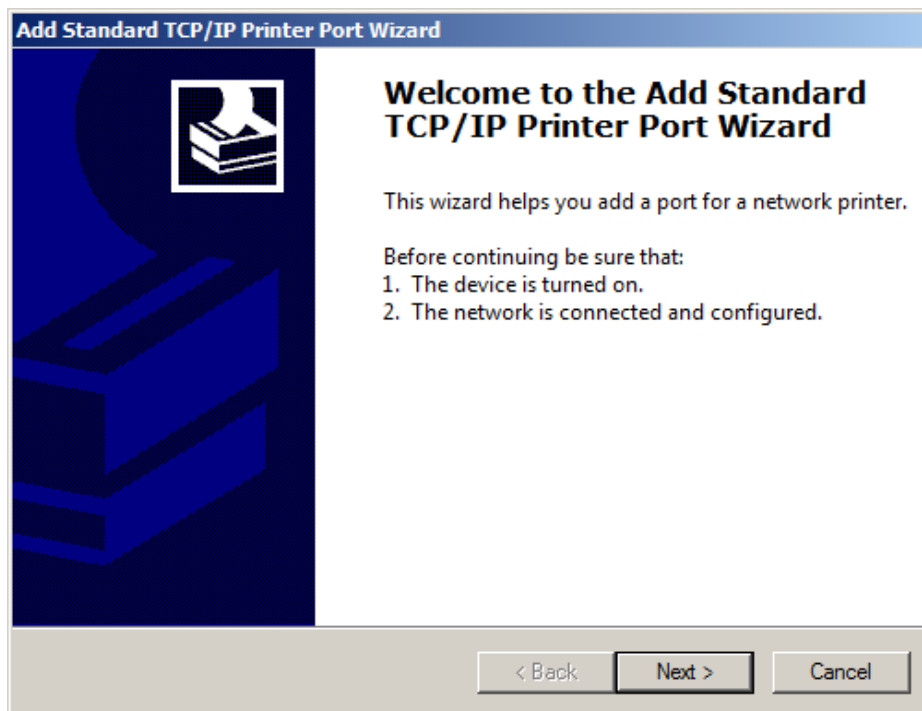 Add Standard TCP/IP Printer Port Wizard
Welcome to the Add Standard
TCP/IP Printer Port Wizard
This wizard helps you add a port for a network printer.
Before continuing be sure that:
1. The device is turned on.
2. The network is connected and configured.
< Back
Next >
Cancel